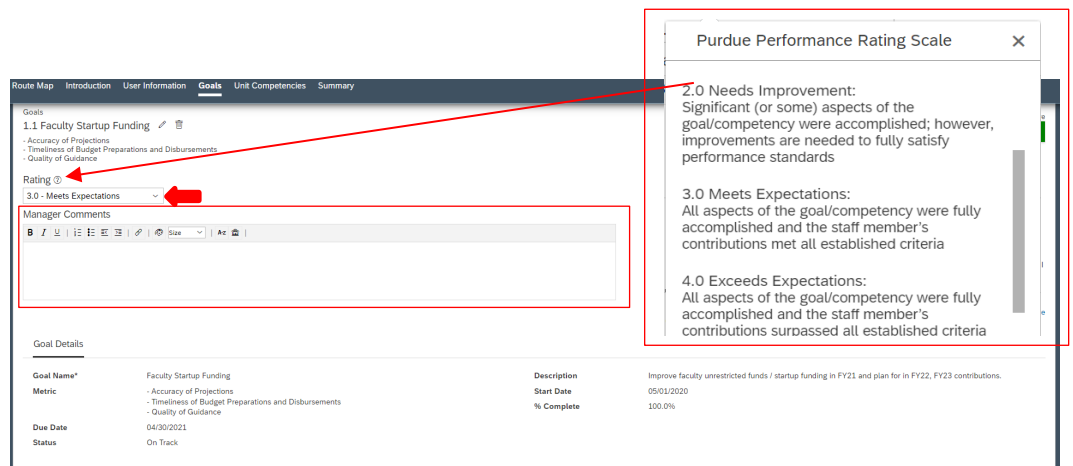 Purdue Performance Rating Scale
2.0 Needs Improvement:
Significant (or some) aspects of the
goal/competency were accomplished; however,
improvements are needed to fully satisfy
performance standards
3.0 Meets Expectations:
All aspects of the goal/competency were fully
accomplished and the staff member's
contributions met all established criteria
4.0 Exceeds Expectations:
All aspects of the goal/competency were fully
accomplished and the staff member's
contributions surpassed all established criteria
Route Map Introduction User Information Goals Unit Competencies Summary
Goals
1.1 Faculty Startup Funding
- Accuracy of Projections
- Timeliness of Budget Preparations and Disbursements
- Quality of Guidance
Rating
3.0 - Meets Expectations
Manager Comments
B I U Size A-z
Goal Details
Goal Name* Faculty Startup Funding
Metric - Accuracy of Projections
- Timeliness of Budget Preparations and Disbursements
- Quality of Guidance
Due Date 04/30/2021
Status On Track
Description Improve faculty unrestricted funds / startup funding in FY21 and plan for in FY22, FY23 contributions.
Start Date 05/01/2020
% Complete 100.0%